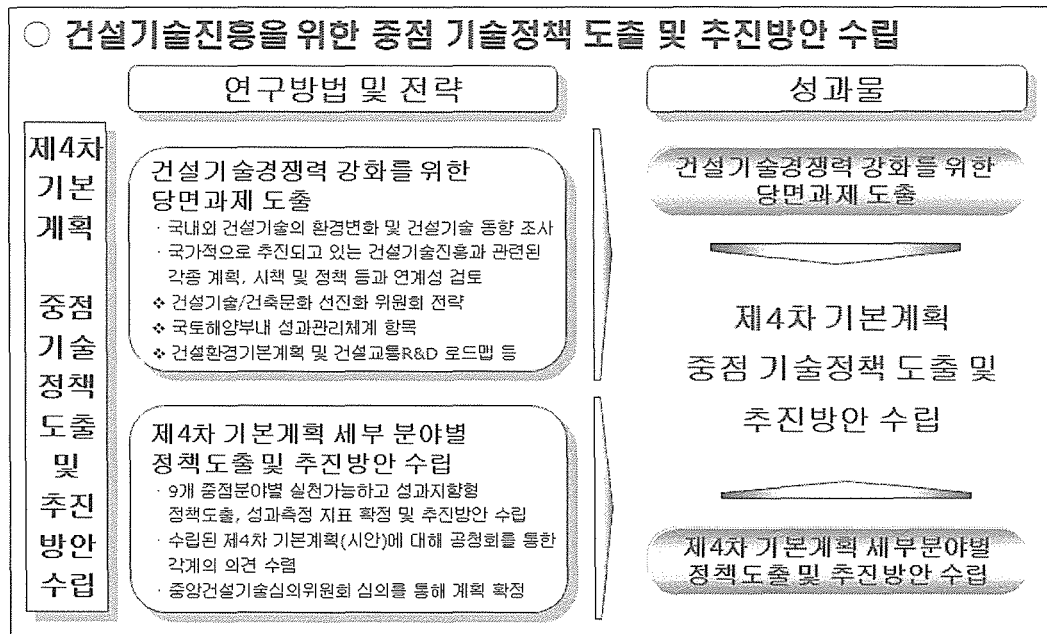 ○ 건설기술진흥을 위한 중점 기술정책 도출 및 추진방안 수립
연구방법 및 전략
성과물
제4차
기본
계획
중점
기술
정책
도출
및
추진
방안
수립
건설기술경쟁력 강화를 위한
당면과제 도출
· 국내외 건설기술의 환경변화 및 건설기술 동향 조사
· 국가적으로 추진되고 있는 건설기술진흥과 관련된
각종 계획, 시책 및 정책 등과 연계성 검토
❖ 건설기술/건축문화 선진화 위원회 전략
❖ 국토해양부내 성과관리체계 항목
❖ 건설환경기본계획 및 건설교통R&D 로드맵 등
제4차 기본계획 세부 분야별
정책도출 및 추진방안 수립
· 9개 중점분야별 실천가능하고 성과지향형
정책도출, 성과측정 지표 확정 및 추진방안 수립
· 수립된 제4차 기본계획(시안)에 대해 공청회를 통한
각계의 의견 수렴
· 중앙건설기술심의위원회 심의를 통해 계획 확정
건설기술경쟁력 강화를 위한
당면과제 도출
제4차 기본계획
중점 기술정책 도출 및
추진방안 수립
제4차 기본계획 세부분야별
정책도출 및 추진방안 수립